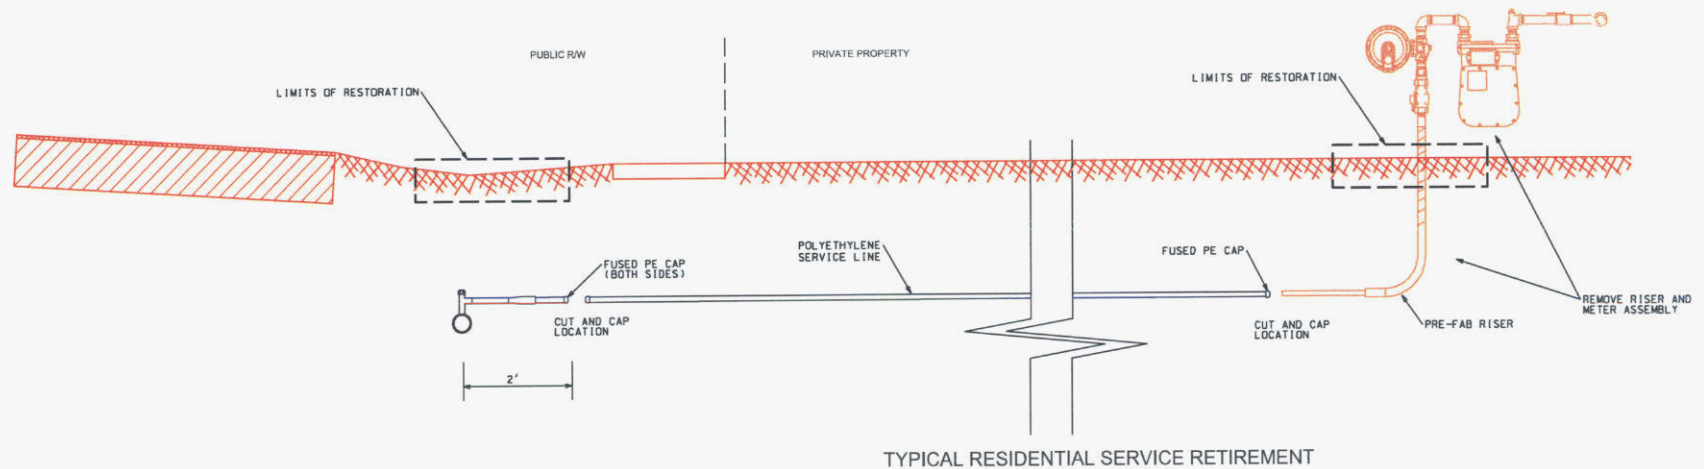 PUBLIC R/W
PRIVATE PROPERTY
LIMITS OF RESTORATION
LIMITS OF RESTORATION
POLYETHYLENE
SERVICE LINE
FUSED PE CAP
(BOTH SIDES)
FUSED PE CAP
CUT AND CAP
LOCATION
CUT AND CAP
LOCATION
PRE-FAB RISER
REMOVE RISER AND
METER ASSEMBLY
2'
TYPICAL RESIDENTIAL SERVICE RETIREMENT